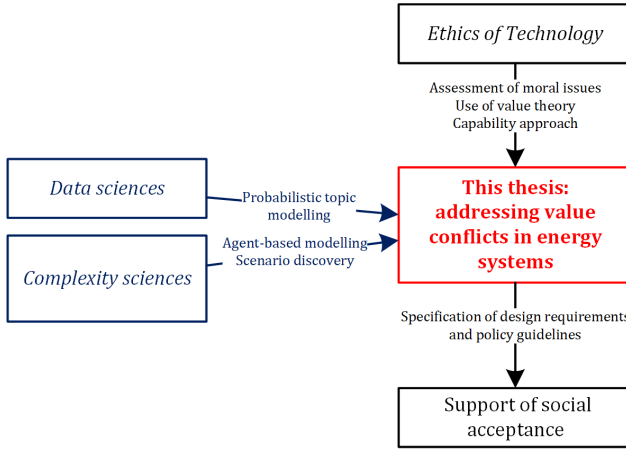 Ethics of Technology
Assessment of moral issues
Use of value theory
Capability approach
Data sciences
Probabilistic topic
modelling
This thesis:
addressing value
conflicts in energy
systems
Agent-based modelling
Scenario discovery
Complexity sciences
Specification of design requirements
and policy guidelines
Support of social
acceptance